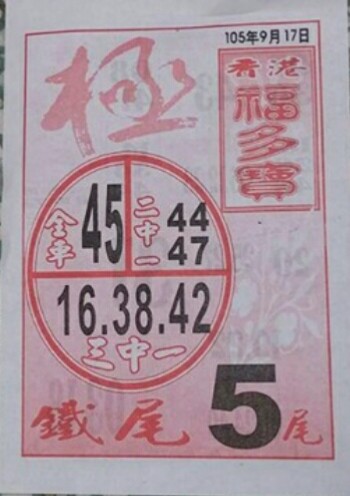 105年9月17日
極
香港
福多寶
全車
45
二中一
44
47
16.38.42
三中一
鐵尾 5尾